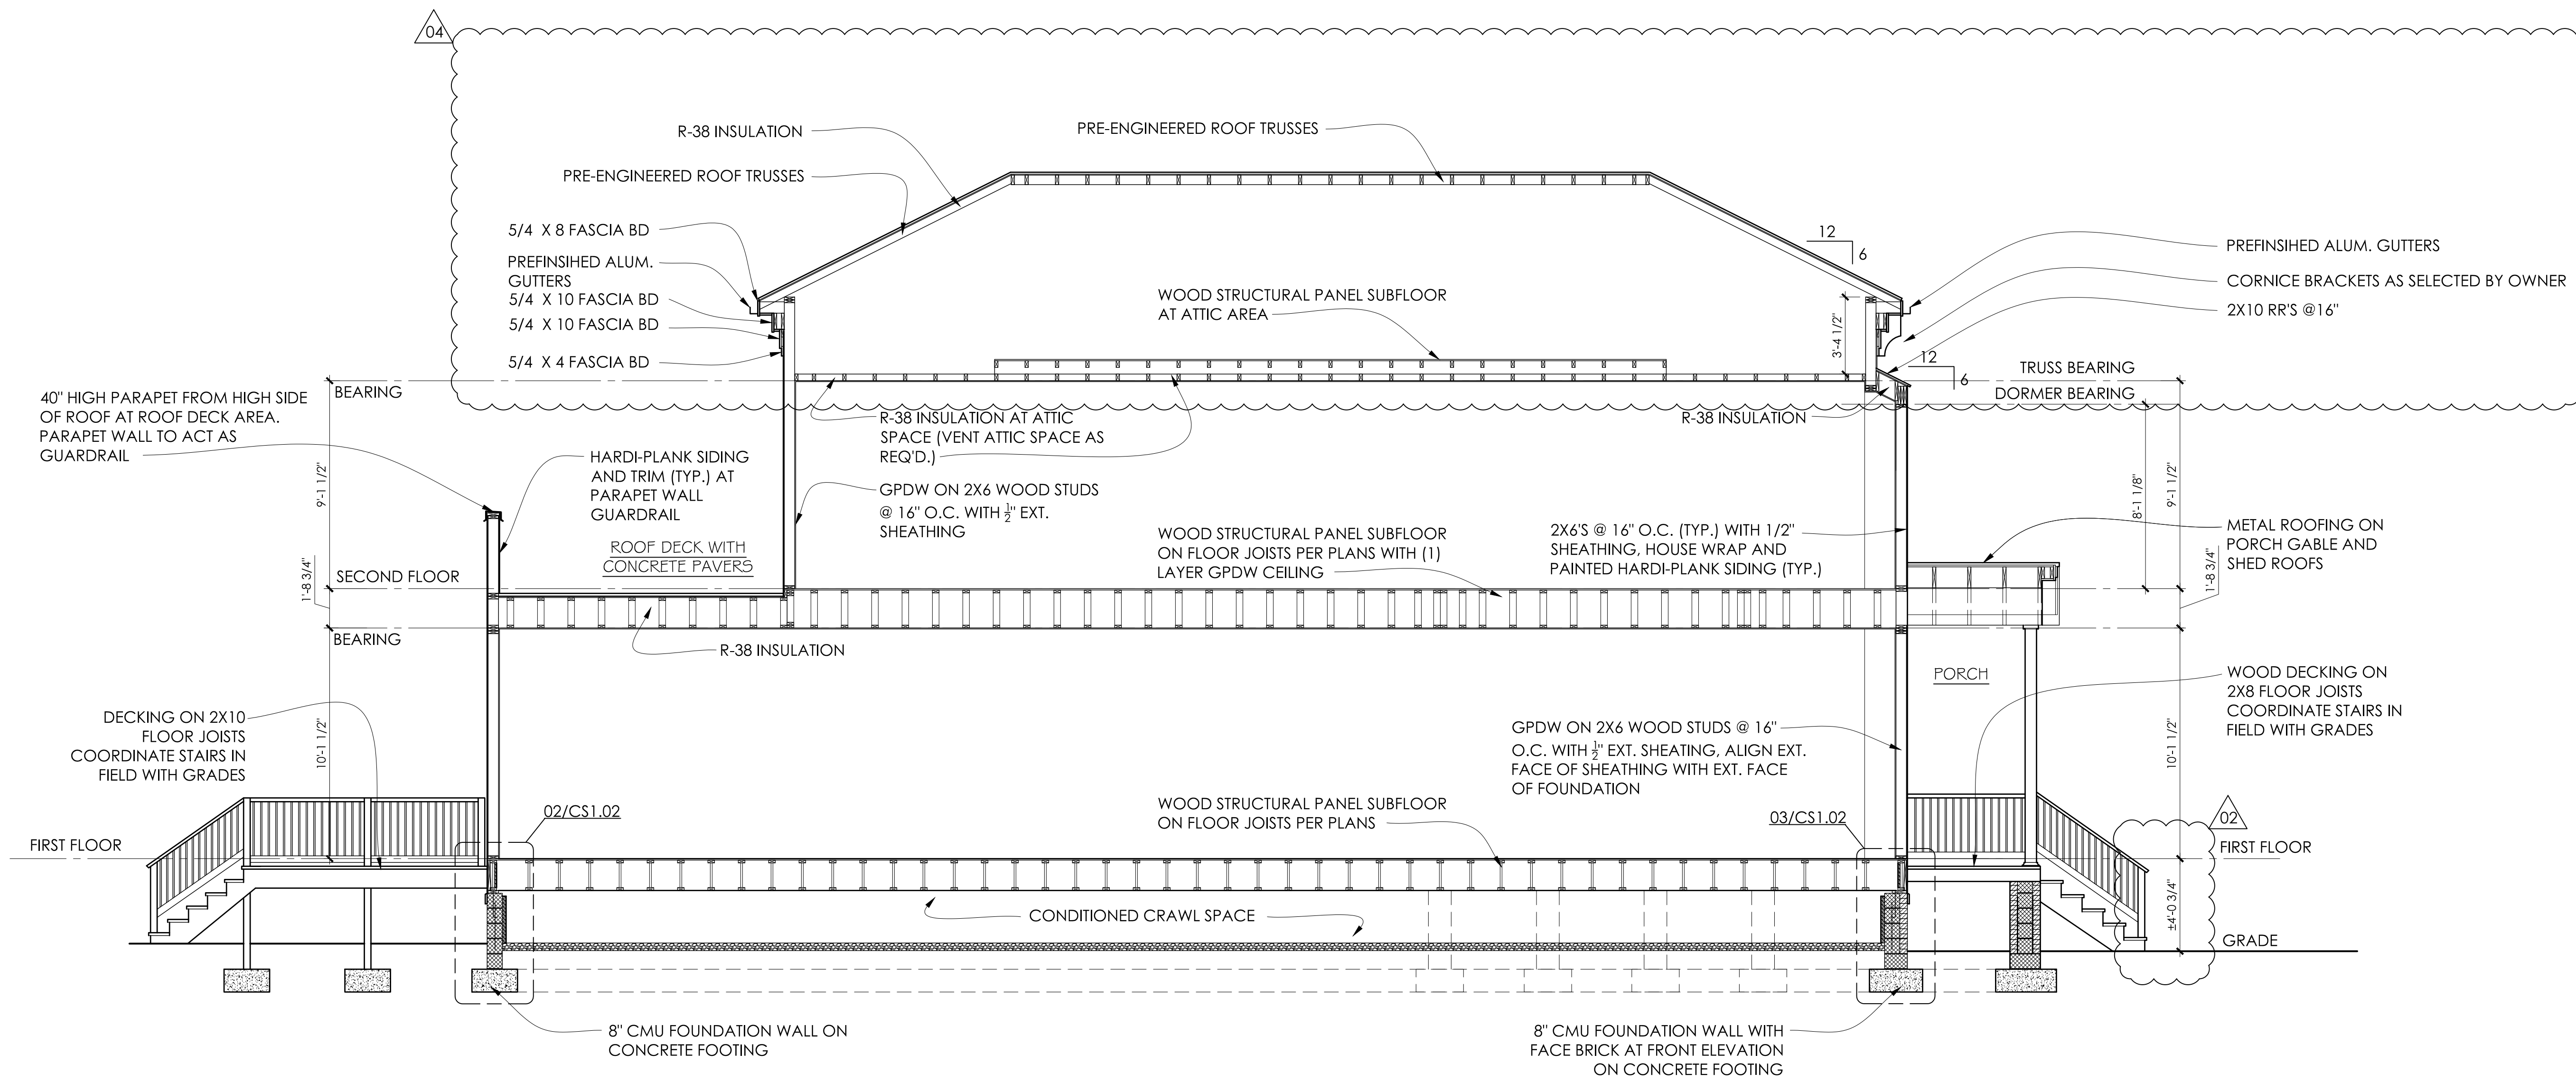 04
R-38 INSULATION
PRE-ENGINEERED ROOF TRUSSES
PRE-ENGINEERED ROOF TRUSSES
5/4 X 8 FASCIA BD
PREFINSIHED ALUM.
GUTTERS
5/4 X 10 FASCIA BD
5/4 X 10 FASCIA BD
5/4 X 4 FASCIA BD
12
6
PREFINSIHED ALUM. GUTTERS
CORNICE BRACKETS AS SELECTED BY OWNER
2X10 RR'S @16"
WOOD STRUCTURAL PANEL SUBFLOOR
AT ATTIC AREA
3'-4 1/2"
12
6
TRUSS BEARING
DORMER BEARING
BEARING
40" HIGH PARAPET FROM HIGH SIDE
OF ROOF AT ROOF DECK AREA.
PARAPET WALL TO ACT AS
GUARDRAIL
R-38 INSULATION AT ATTIC
SPACE (VENT ATTIC SPACE AS
REQ'D.)
R-38 INSULATION
9'-1 1/2"
HARDI-PLANK SIDING
AND TRIM (TYP.) AT
PARAPET WALL
GUARDRAIL
GPDW ON 2X6 WOOD STUDS
@ 16" O.C. WITH ½" EXT.
SHEATHING
8'-1 1/8"
9'-1 1/2"
ROOF DECK WITH
CONCRETE PAVERS
WOOD STRUCTURAL PANEL SUBFLOOR
ON FLOOR JOISTS PER PLANS WITH (1)
LAYER GPDW CEILING
2X6'S @ 16" O.C. (TYP.) WITH 1/2"
SHEATHING, HOUSE WRAP AND
PAINTED HARDI-PLANK SIDING (TYP.)
METAL ROOFING ON
PORCH GABLE AND
SHED ROOFS
1'-8 3/4"
SECOND FLOOR
1'-8 3/4"
BEARING
R-38 INSULATION
PORCH
WOOD DECKING ON
2X8 FLOOR JOISTS
COORDINATE STAIRS IN
FIELD WITH GRADES
DECKING ON 2X10
FLOOR JOISTS
COORDINATE STAIRS IN
FIELD WITH GRADES
10'-1 1/2"
GPDW ON 2X6 WOOD STUDS @ 16"
O.C. WITH ½" EXT. SHEATING, ALIGN EXT.
FACE OF SHEATHING WITH EXT. FACE
OF FOUNDATION
10'-1 1/2"
02/CS1.02
WOOD STRUCTURAL PANEL SUBFLOOR
ON FLOOR JOISTS PER PLANS
03/CS1.02
02
FIRST FLOOR
FIRST FLOOR
CONDITIONED CRAWL SPACE
±4'-0 3/4"
GRADE
8" CMU FOUNDATION WALL ON
CONCRETE FOOTING
8" CMU FOUNDATION WALL WITH
FACE BRICK AT FRONT ELEVATION
ON CONCRETE FOOTING